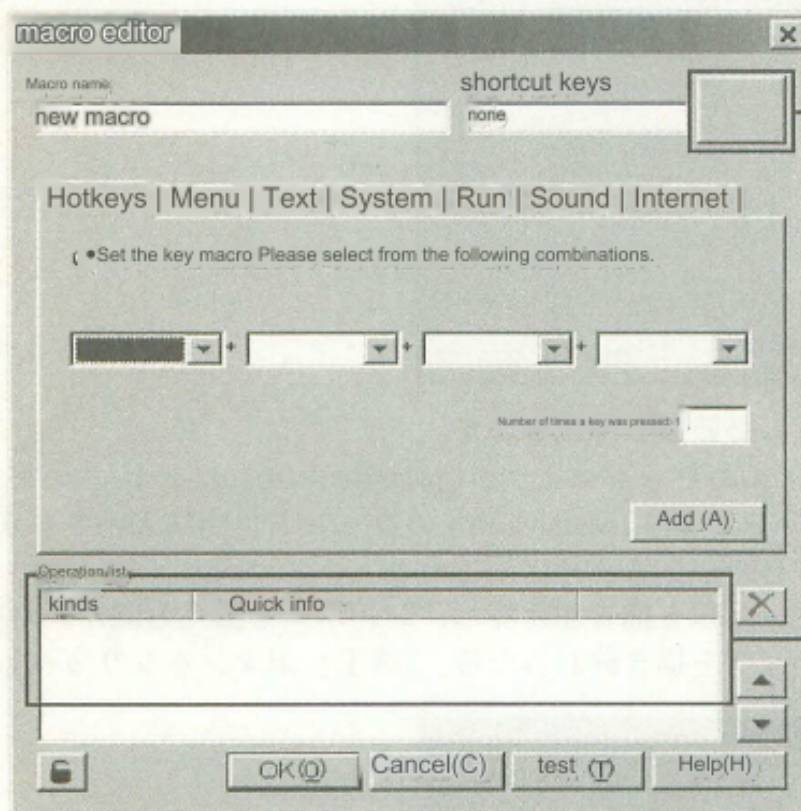 macro editor
Macro name:
shortcut keys
new macro
none
Hotkeys | Menu | Text | System | Run | Sound | Internet |
•Set the key macro Please select from the following combinations.
+ + +
Number of times a key was pressed:
Add (A)
Operation list
kinds Quick info
OK(O) Cancel(C) test (T) Help(H)